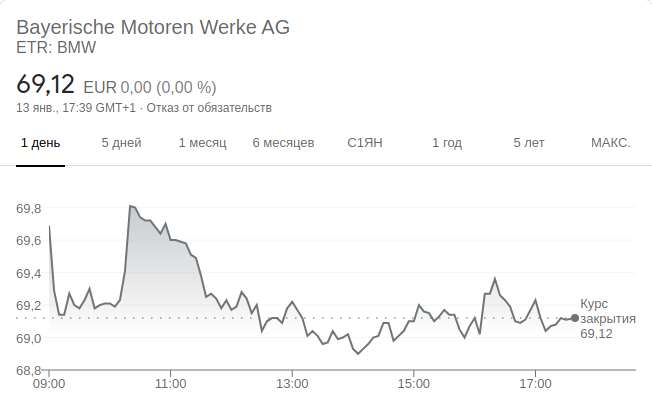 Bayerische Motoren Werke AG
ETR: BMW
69,12 EUR 0,00 (0,00 %)
13 янв., 17:39 GMT+1 · Отказ от обязательств
1 день 5 дней 1 месяц 6 месяцев С1ЯН 1 год 5 лет МАКС.
69,8
69,6
69,4
69,2
69,0
68,8
Курс
закрытия
69,12
09:00 11:00 13:00 15:00 17:00